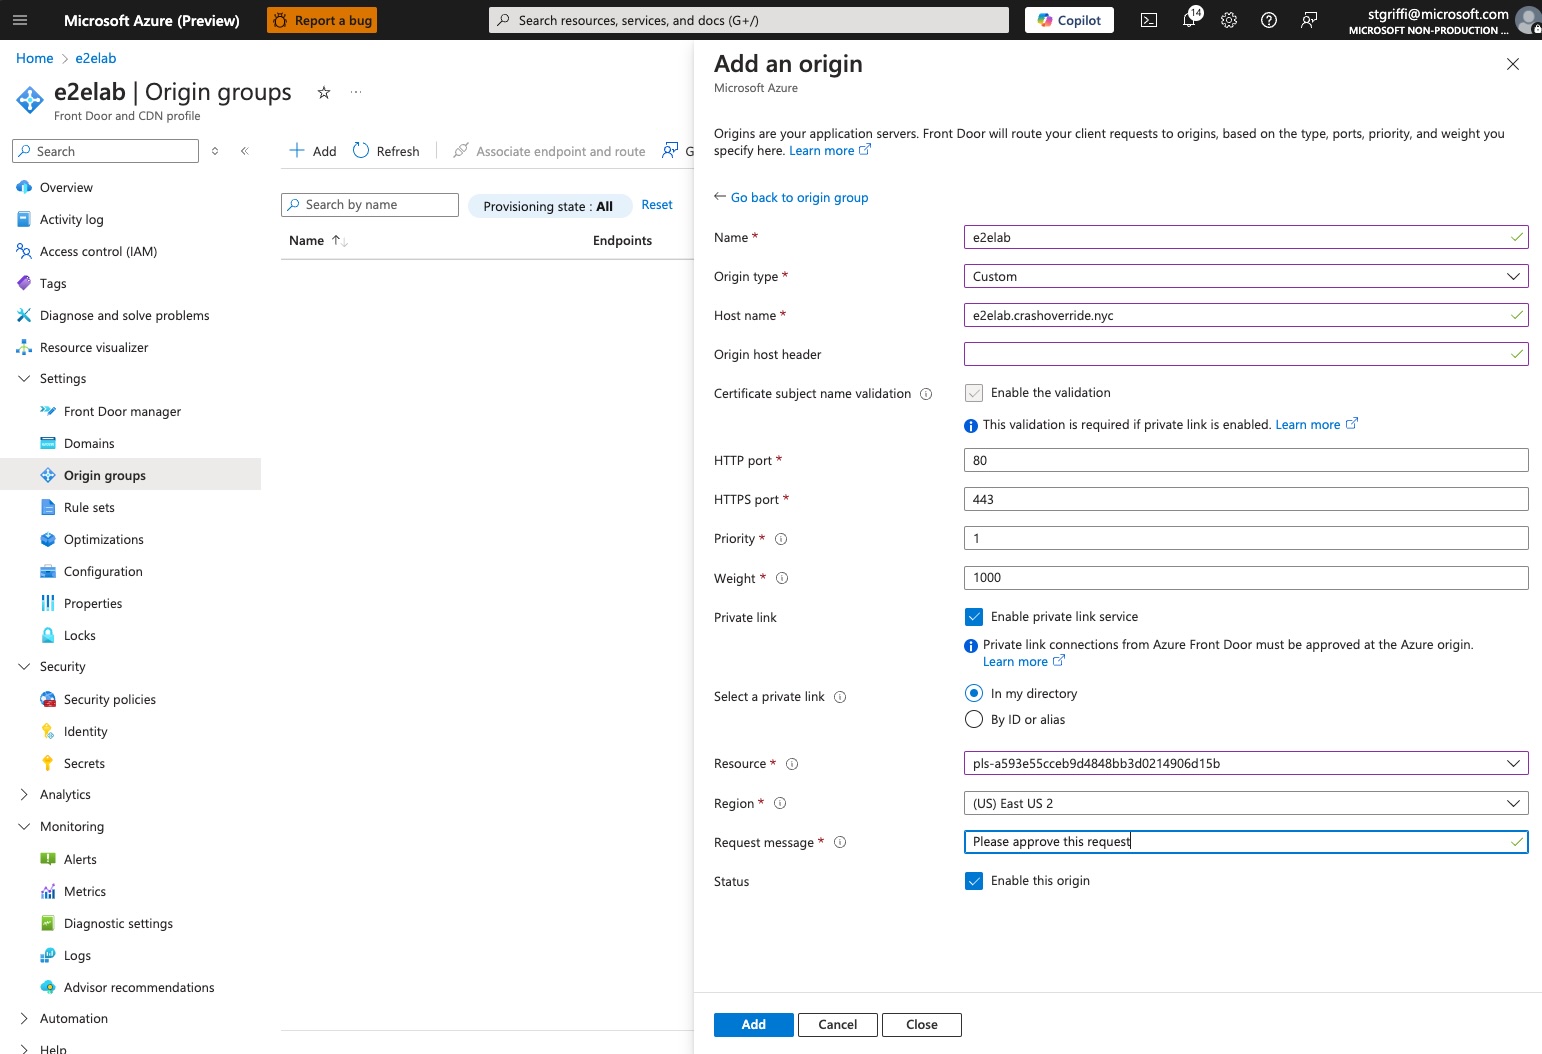 Microsoft Azure (Preview)
Report a bug
Search resources, services, and docs (G+/)
Copilot
14
stgriffi@microsoft.com
MICROSOFT NON-PRODUCTION ...
Home > e2elab
e2elab | Origin groups
Front Door and CDN profile
Search
Overview
Activity log
Access control (IAM)
Tags
Diagnose and solve problems
Resource visualizer
Settings
Front Door manager
Domains
Origin groups
Rule sets
Optimizations
Configuration
Properties
Locks
Security
Security policies
Identity
Secrets
Analytics
Monitoring
Alerts
Metrics
Diagnostic settings
Logs
Advisor recommendations
Automation
Help
Add
Refresh
Associate endpoint and route
G
Search by name
Provisioning state : All
Reset
Name
Endpoints
Add an origin
Microsoft Azure
Origins are your application servers. Front Door will route your client requests to origins, based on the type, ports, priority, and weight you
specify here. Learn more
Go back to origin group
Name *
e2elab
Origin type *
Custom
Host name *
e2elab.crashoverride.nyc
Origin host header
Certificate subject name validation
Enable the validation
This validation is required if private link is enabled. Learn more
HTTP port *
80
HTTPS port *
443
Priority *
1
Weight *
1000
Private link
Enable private link service
Private link connections from Azure Front Door must be approved at the Azure origin.
Learn more
Select a private link
In my directory
By ID or alias
Resource *
pls-a593e55cceb9d4848bb3d0214906d15b
Region *
(US) East US 2
Request message *
Please approve this request
Status
Enable this origin
Add
Cancel
Close